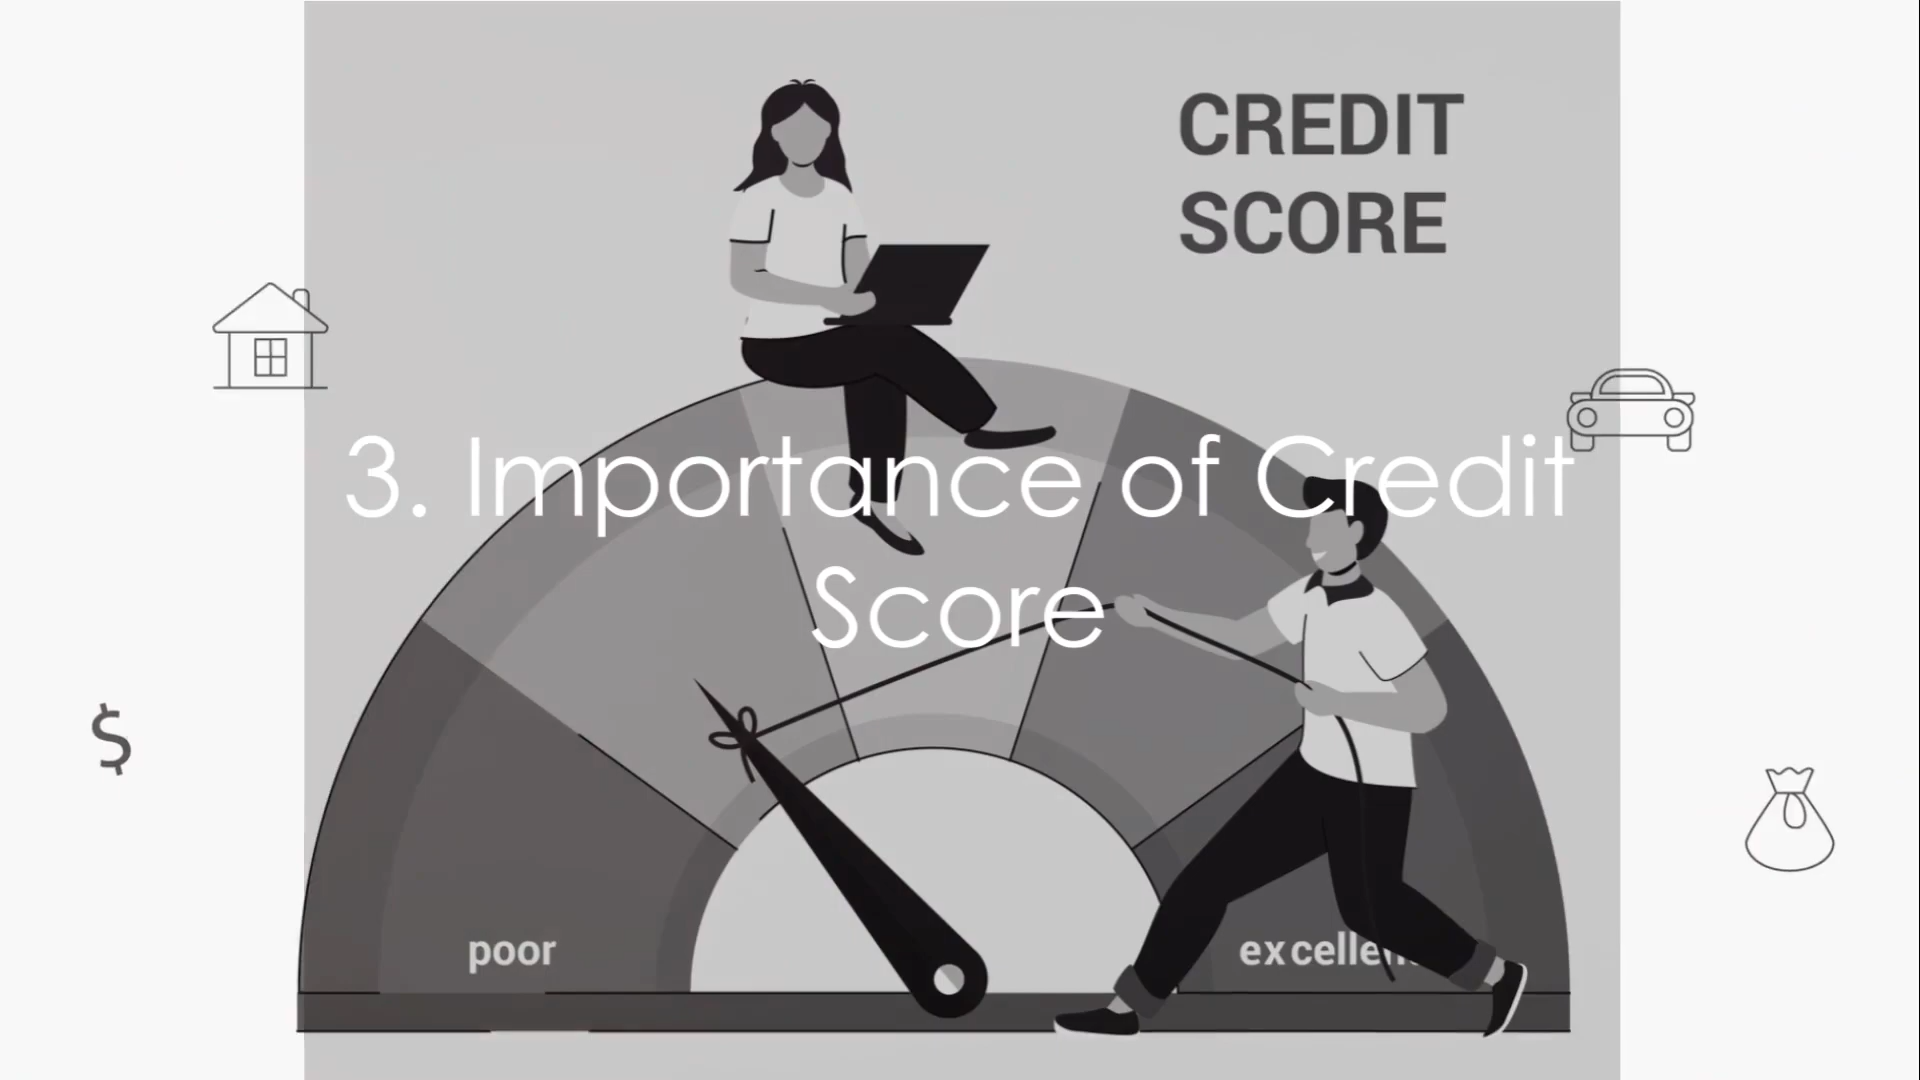 CREDIT
SCORE
3. Importance of Credit
Score
$
poor